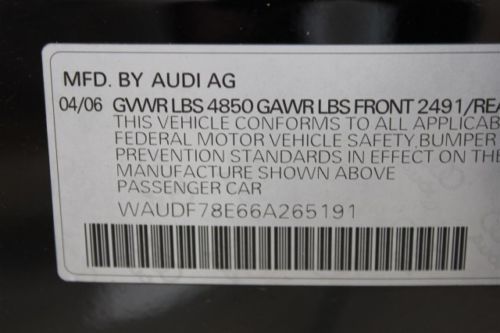 MFD. BY AUDI AG
04/06 GVWR LBS 4850 GAWR LBS FRONT 2491/REA
THIS VEHICLE CONFORMS TO ALL APPLICAB
FEDERAL MOTOR VEHICLE SAFETY, BUMPER
PREVENTION STANDARDS IN EFFECT ON THE
MANUFACTURE SHOWN ABOVE
PASSENGER CAR
WAUDF78E66A265191